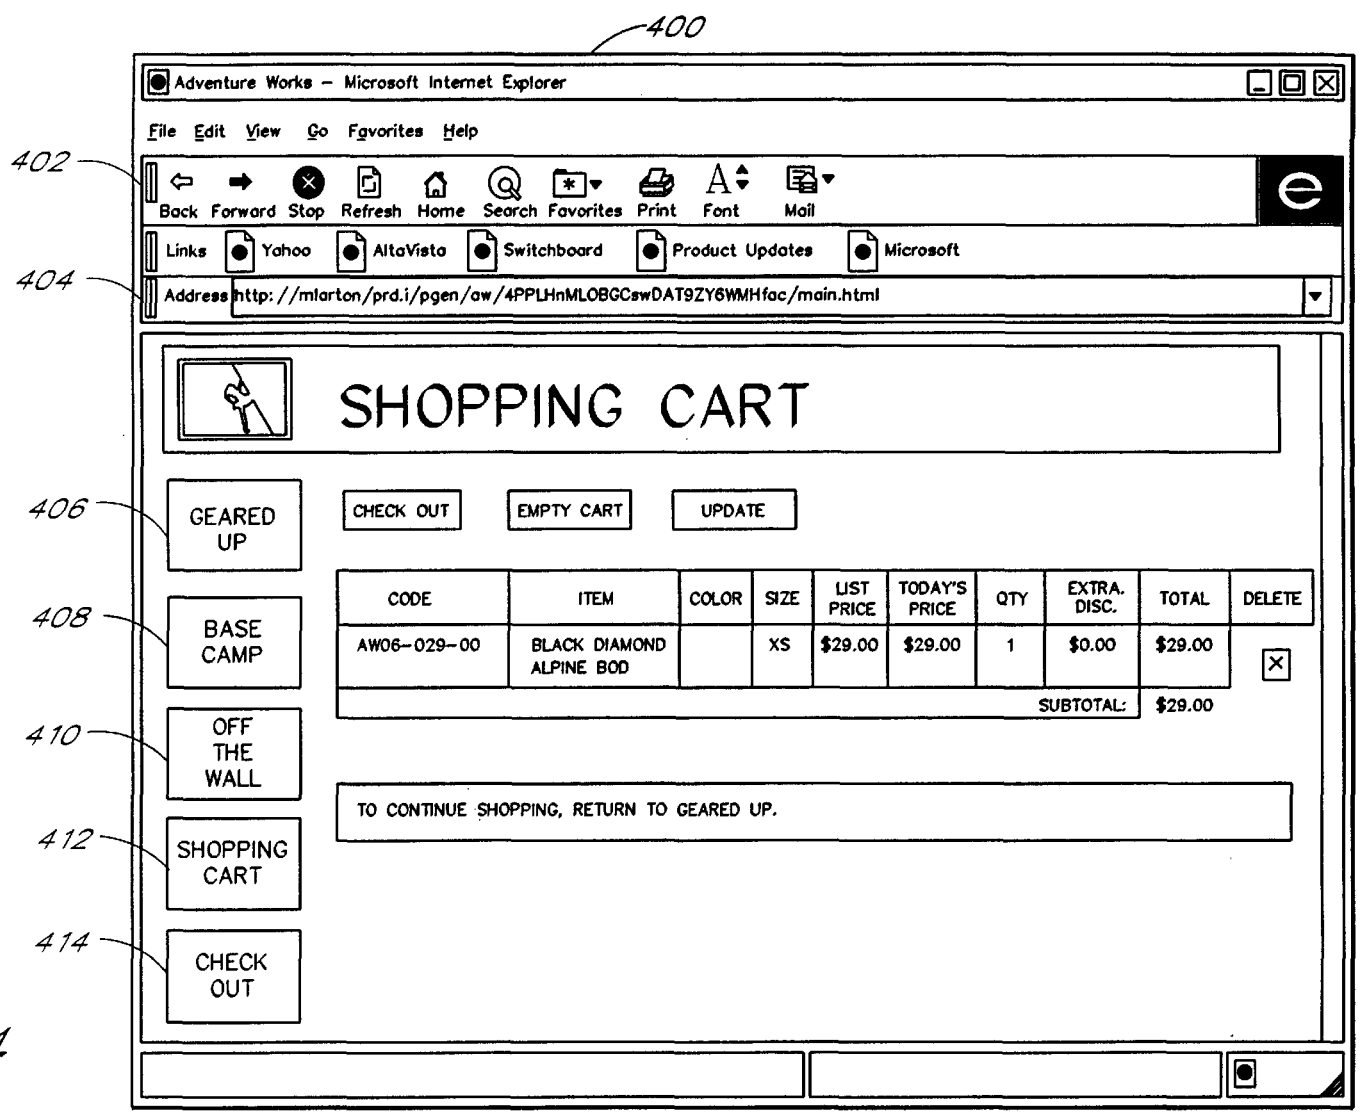 400
Adventure Works - Microsoft Internet Explorer
File Edit View Go Favorites Help
402
Back Forward Stop Refresh Home Search Favorites Print Font Mail
Links Yahoo AltaVista Switchboard Product Updates Microsoft
404
Address http://mlarton/prd.i/pgen/aw/4PPLHnMLOBGCswDAT9ZY6WMHfac/main.html
SHOPPING CART
406
GEARED
UP
CHECK OUT EMPTY CART UPDATE
CODE ITEM COLOR SIZE LIST PRICE TODAY'S PRICE QTY EXTRA. DISC. TOTAL DELETE
408
BASE
CAMP
AW06-029-00 BLACK DIAMOND XS $29.00 $29.00 1 $0.00 $29.00
ALPINE BOD
SUBTOTAL: $29.00
410
OFF
THE
WALL
TO CONTINUE SHOPPING, RETURN TO GEARED UP.
412
SHOPPING
CART
414
CHECK
OUT